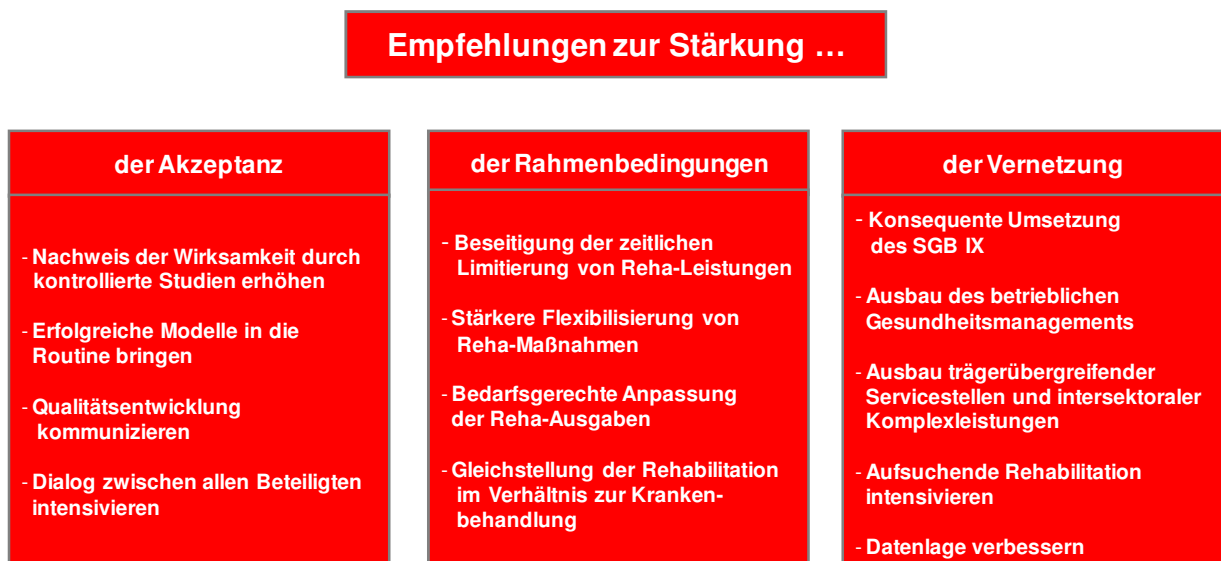 Empfehlungen zur Stärkung …
der Akzeptanz
- Nachweis der Wirksamkeit durch
kontrollierte Studien erhöhen
- Erfolgreiche Modelle in die
Routine bringen
- Qualitätsentwicklung
kommunizieren
- Dialog zwischen allen Beteiligten
intensivieren
der Rahmenbedingungen
- Beseitigung der zeitlichen
Limitierung von Reha-Leistungen
- Stärkere Flexibilisierung von
Reha-Maßnahmen
- Bedarfsgerechte Anpassung
der Reha-Ausgaben
- Gleichstellung der Rehabilitation
im Verhältnis zur Kranken-
behandlung
der Vernetzung
- Konsequente Umsetzung
des SGB IX
- Ausbau des betrieblichen
Gesundheitsmanagements
- Ausbau trägerübergreifender
Servicestellen und intersektoraler
Komplexleistungen
- Aufsuchende Rehabilitation
intensivieren
- Datenlage verbessern